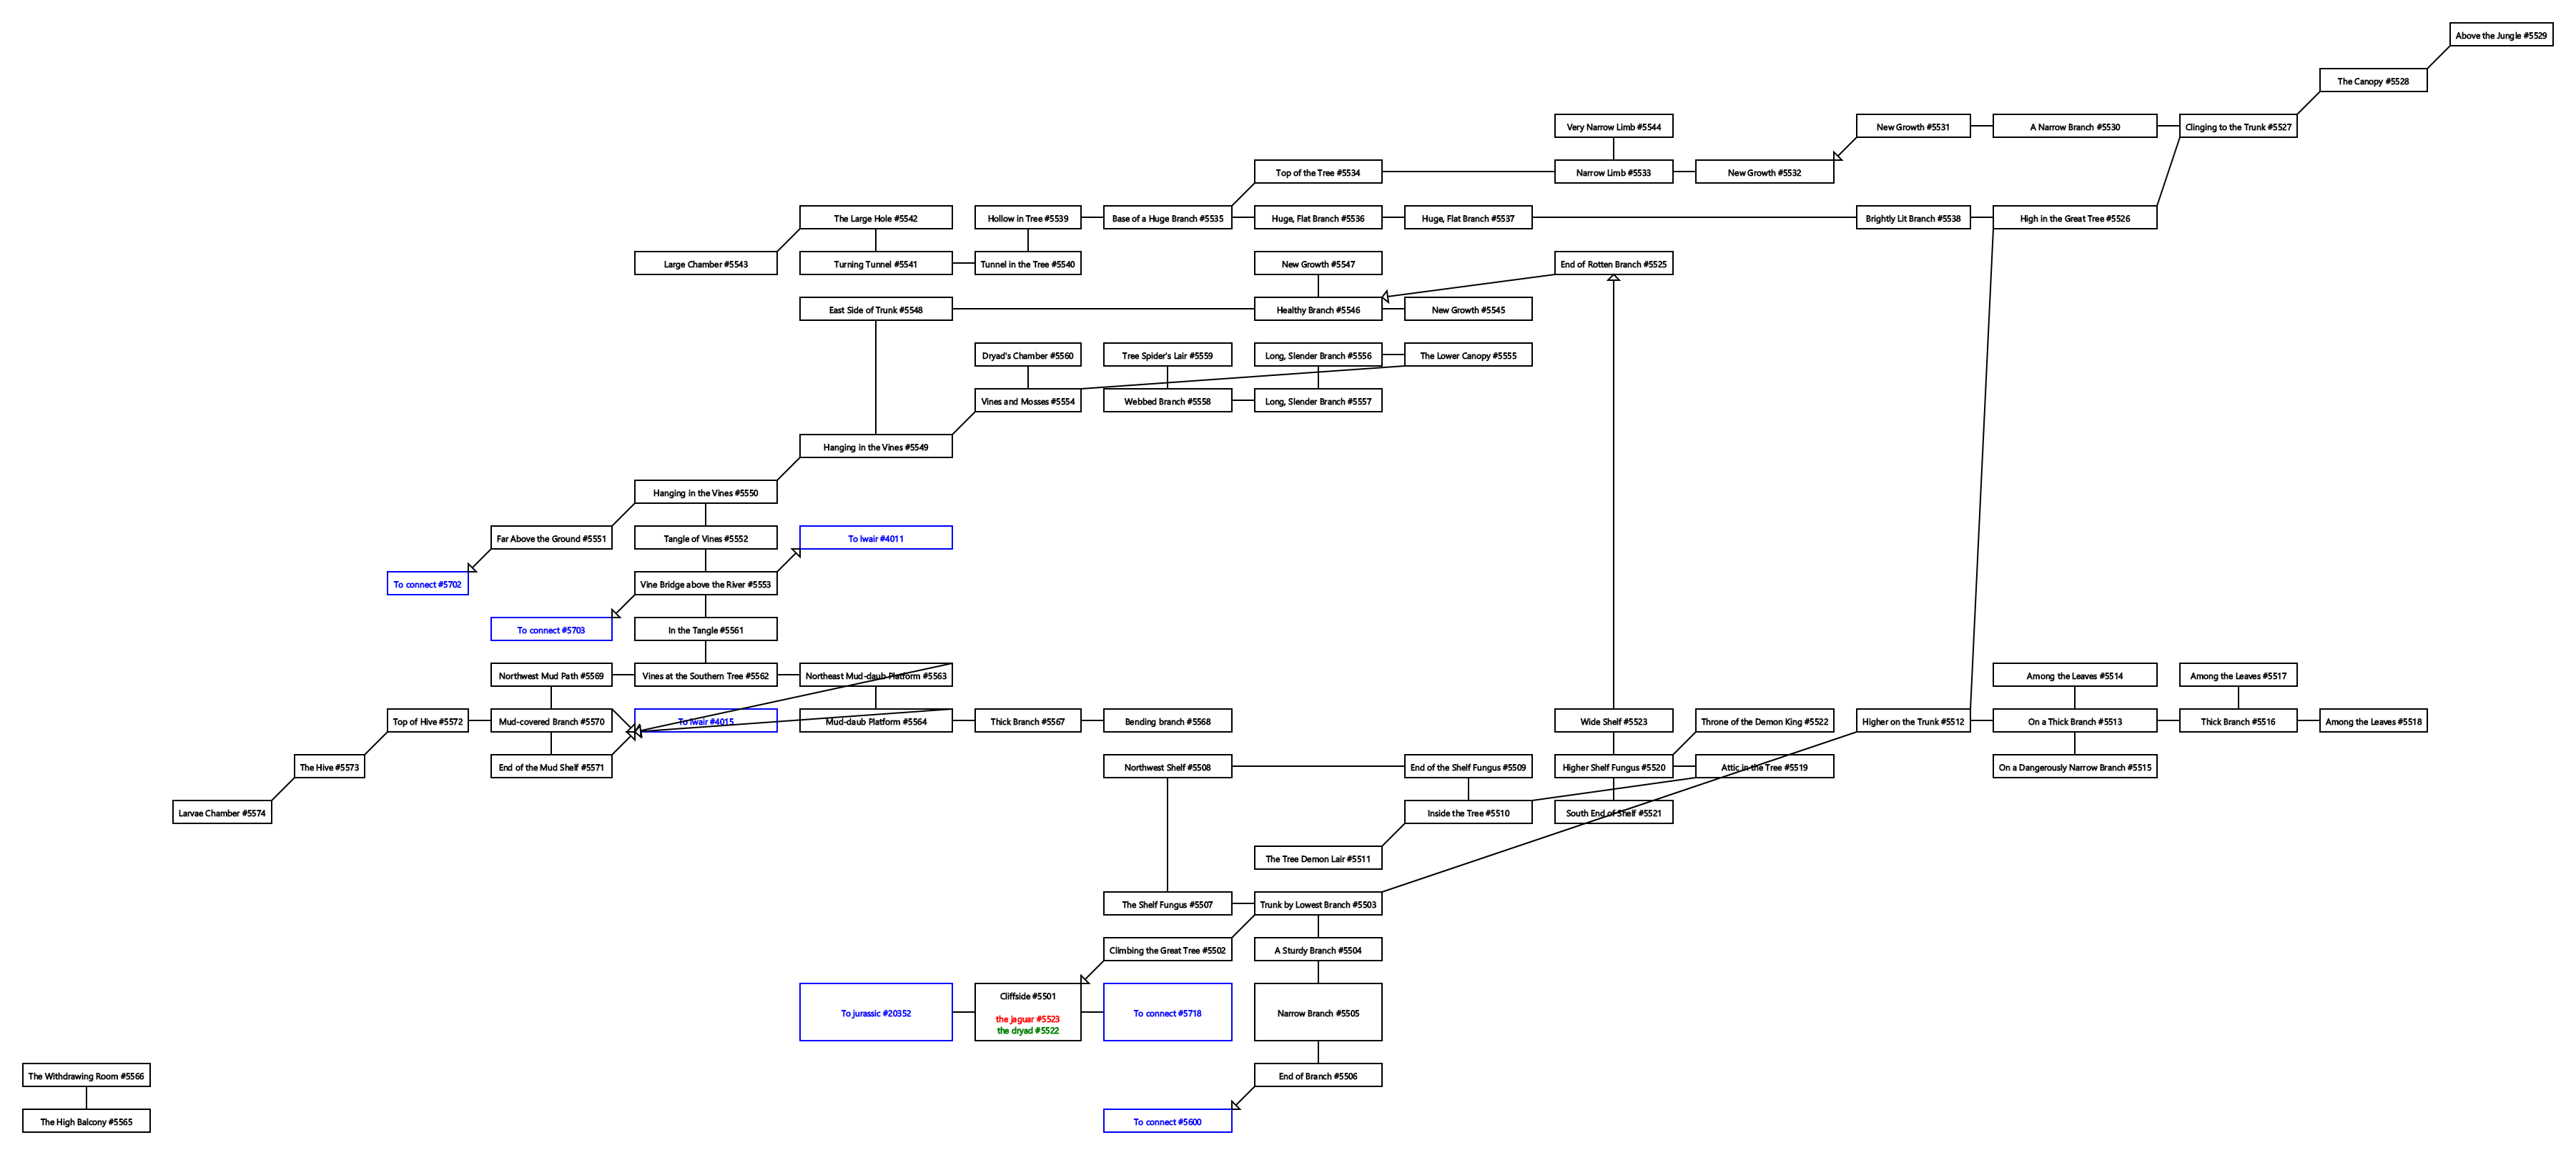 Above the Jungle #5529
The Canopy #5528
Very Narrow Limb #5544
New Growth #5531
A Narrow Branch #5530
Clinging to the Trunk #5527
Top of the Tree #5534
Narrow Limb #5533
New Growth #5532
The Large Hole #5542
Hollow in Tree #5539
Base of a Huge Branch #5535
Huge, Flat Branch #5536
Huge, Flat Branch #5537
Brightly Lit Branch #5538
High in the Great Tree #5526
Large Chamber #5543
Turning Tunnel #5541
Tunnel in the Tree #5540
New Growth #5547
End of Rotten Branch #5525
East Side of Trunk #5548
Healthy Branch #5546
New Growth #5545
Dryad's Chamber #5560
Tree Spider's Lair #5559
Long, Slender Branch #5556
The Lower Canopy #5555
Vines and Mosses #5554
Webbed Branch #5558
Long, Slender Branch #5557
Hanging in the Vines #5549
Hanging in the Vines #5550
Far Above the Ground #5551
Tangle of Vines #5552
To lwair #4011
To connect #5702
Vine Bridge above the River #5553
To connect #5703
In the Tangle #5561
Northwest Mud Path #5569
Vines at the Southern Tree #5562
Northeast Mud-daub Platform #5563
Among the Leaves #5514
Among the Leaves #5517
Top of Hive #5572
Mud-covered Branch #5570
To lwair #4015
Mud-daub Platform #5564
Thick Branch #5567
Bending branch #5568
Wide Shelf #5523
Throne of the Demon King #5522
Higher on the Trunk #5512
On a Thick Branch #5513
Thick Branch #5516
Among the Leaves #5518
The Hive #5573
End of the Mud Shelf #5571
Northwest Shelf #5508
End of the Shelf Fungus #5509
Higher Shelf Fungus #5520
Attic in the Tree #5519
On a Dangerously Narrow Branch #5515
Larvae Chamber #5574
Inside the Tree #5510
South End of Shelf #5521
The Tree Demon Lair #5511
The Shelf Fungus #5507
Trunk by Lowest Branch #5503
Climbing the Great Tree #5502
A Sturdy Branch #5504
To jurassic #20352
Cliffside #5501
the jaguar #5523
the dryad #5522
To connect #5718
Narrow Branch #5505
The Withdrawing Room #5566
End of Branch #5506
The High Balcony #5565
To connect #5600